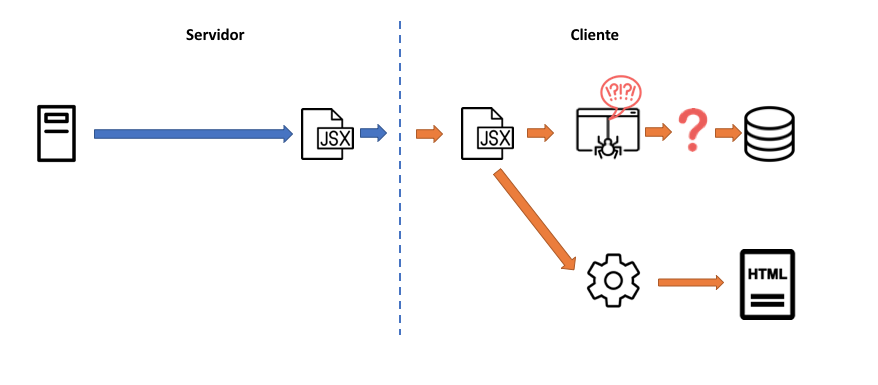 Servidor
Cliente
!?!?!
JSX
JSX
?
HTML